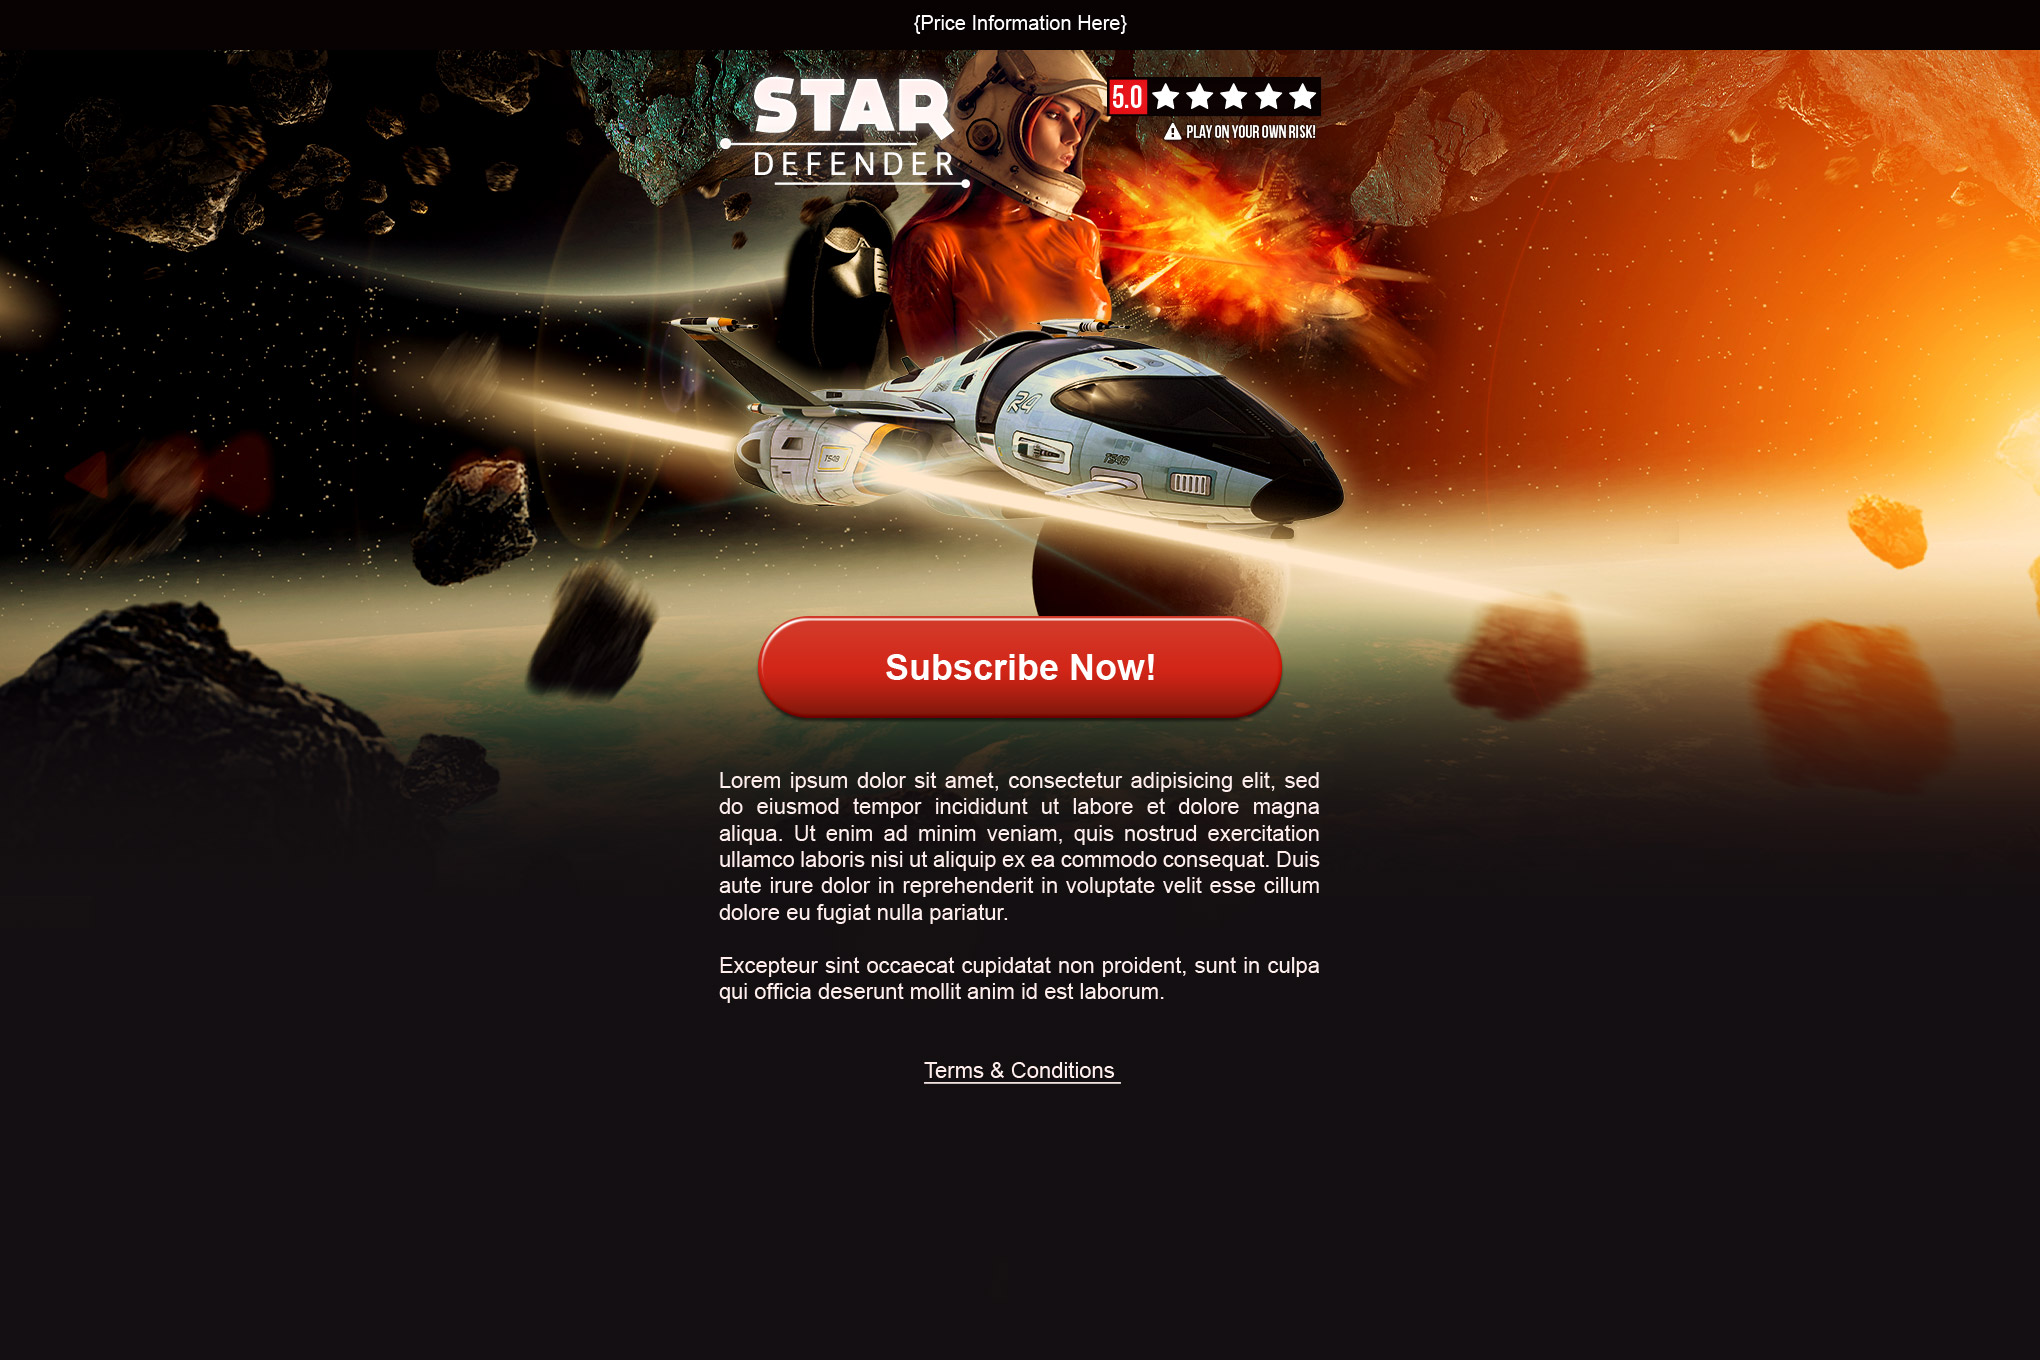 {Price Information Here}
STAR
DEFENDER
5.0
PLAY ON YOUR OWN RISK!
R4
TS48
TS48
Subscribe Now!
Lorem ipsum dolor sit amet, consectetur adipisicing elit, sed
do eiusmod tempor incididunt ut labore et dolore magna
aliqua. Ut enim ad minim veniam, quis nostrud exercitation
ullamco laboris nisi ut aliquip ex ea commodo consequat. Duis
aute irure dolor in reprehenderit in voluptate velit esse cillum
dolore eu fugiat nulla pariatur.
Excepteur sint occaecat cupidatat non proident, sunt in culpa
qui officia deserunt mollit anim id est laborum.
Terms & Conditions